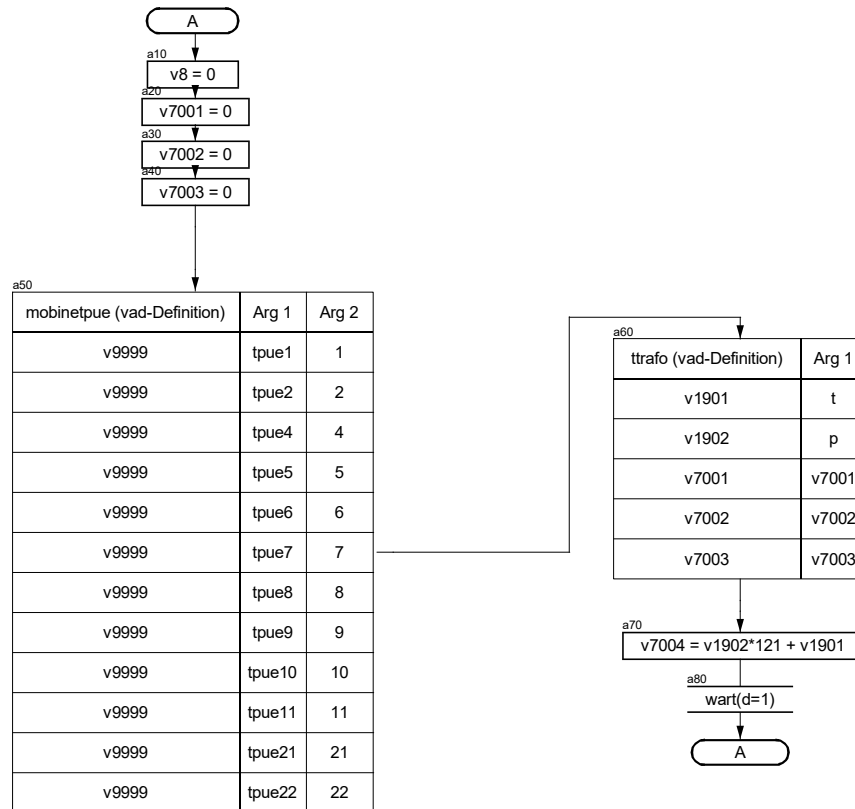 A
a10
v8 = 0
a20
v7001 = 0
a30
v7002 = 0
a40
v7003 = 0
a50
mobinetpue (vad-Definition) Arg 1 Arg 2
v9999 tpue1 1
v9999 tpue2 2
v9999 tpue4 4
v9999 tpue5 5
v9999 tpue6 6
v9999 tpue7 7
v9999 tpue8 8
v9999 tpue9 9
v9999 tpue10 10
v9999 tpue11 11
v9999 tpue21 21
v9999 tpue22 22
a60
ttrafo (vad-Definition) Arg 1
v1901 t
v1902 p
v7001 v7001
v7002 v7002
v7003 v7003
a70
v7004 = v1902*121 + v1901
a80
wart(d=1)
A